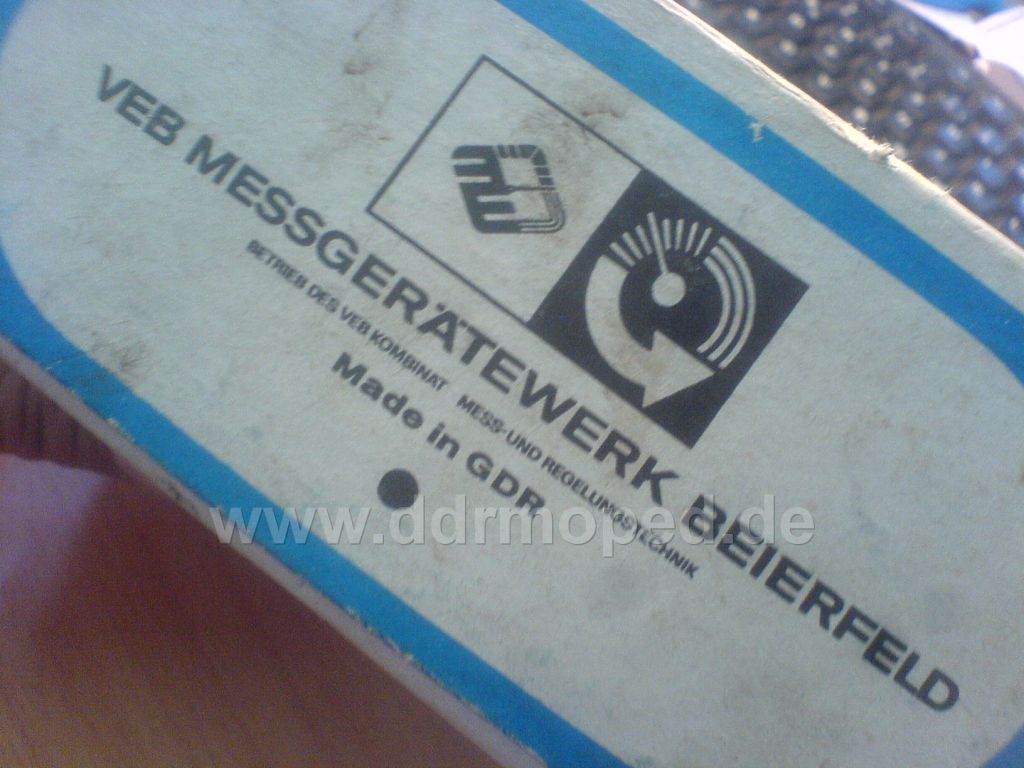 VEB MESSGERÄTEWERK BEIERFELD
BETRIEB DES VEB KOMBINAT MESS-UND REGELUNGSTECHNIK
Made in GDR
www.ddrmoped.de